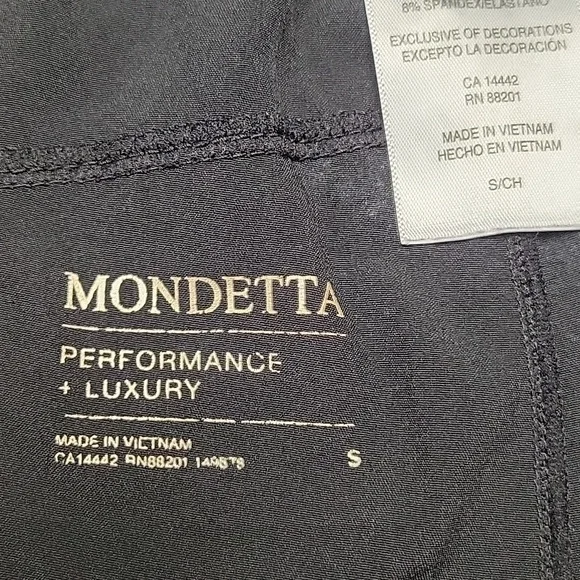 8% SPANDEX/ELASTANO
EXCLUSIVE OF DECORATIONS
EXCEPTO LA DECORACIÓN
CA 14442
RN 88201
MADE IN VIETNAM
HECHO EN VIETNAM
S/CH
MONDETTA
PERFORMANCE
+ LUXURY
MADE IN VIETNAM
CA14442 RN88201
S